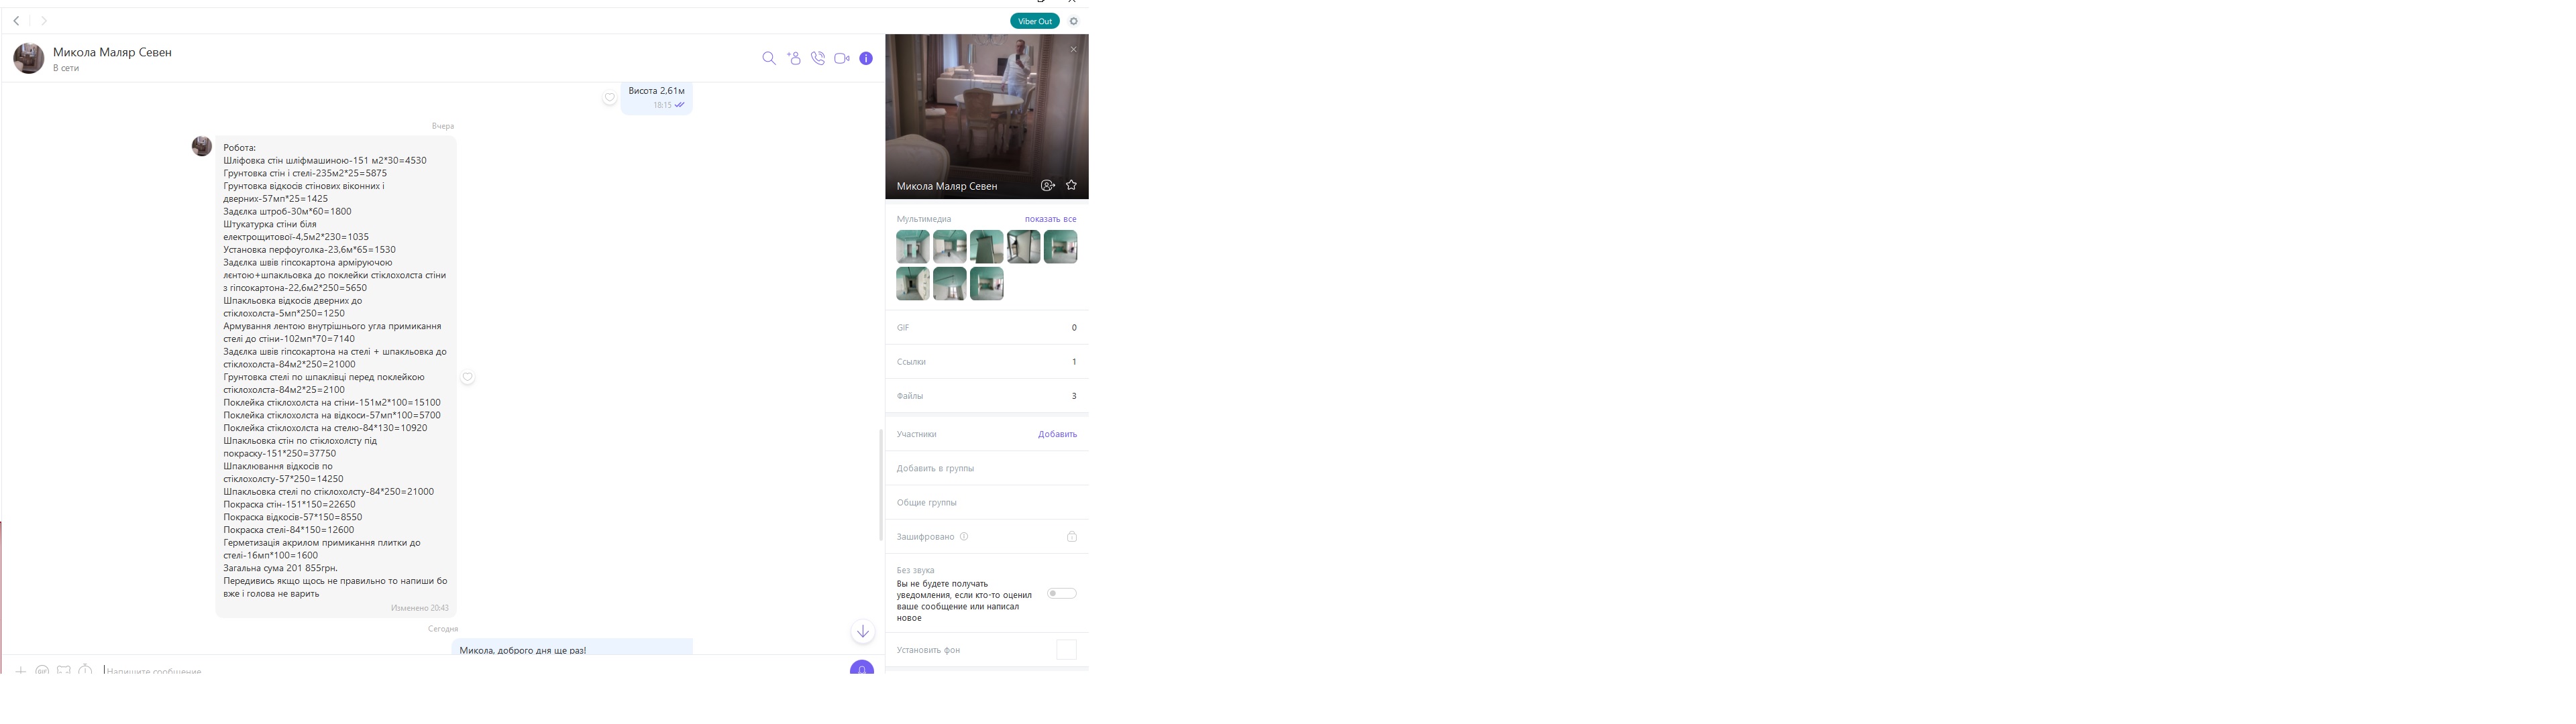 Viber Out
Микола Маляр Севен
В сети
Висота 2,61м
18:15
Вчера
Робота:
Шліфовка стін шліфмашиною-151 м2*30=4530
Грунтовка стін і стелі-235м2*25=5875
Грунтовка відкосів стінових віконних і
дверних-57мп*25=1425
Задєлка штроб-30м*60=1800
Штукатурка стіни біля
електрощитової-4,5м2*230=1035
Установка перфоуголка-23,6м*65=1530
Задєлка швів гіпсокартона арміруючою
лєнтою+шпакльовка до поклейки стіклохолста стіни
з гіпсокартона-22,6м2*250=5650
Шпакльовка відкосів дверних до
стіклохолста-5мп*250=1250
Армування лентою внутрішнього угла примикання
стелі до стіни-102мп*70=7140
Задєлка швів гіпсокартона на стелі + шпакльовка до
стіклохолста-84м2*250=21000
Грунтовка стелі по шпаклівці перед поклейкою
стіклохолста-84м2*25=2100
Поклейка стіклохолста на стіни-151м2*100=15100
Поклейка стіклохолста на відкоси-57мп*100=5700
Поклейка стіклохолста на стелю-84*130=10920
Шпакльовка стін по стіклохолсту під
покраску-151*250=37750
Шпаклювання відкосів по
стіклохолсту-57*250=14250
Шпакльовка стелі по стіклохолсту-84*250=21000
Покраска стін-151*150=22650
Покраска відкосів-57*150=8550
Покраска стелі-84*150=12600
Герметизація акрилом примикання плитки до
стелі-16мп*100=1600
Загальна сума 201 855грн.
Передивись якщо щось не правильно то напиши бо
вже і голова не варить
Изменено 20:43
Сегодня
Микола, доброго дня ще раз!
Напишите сообщение
Микола Маляр Севен
Мультимедиа показать все
GIF 0
Ссылки 1
Файлы 3
Участники Добавить
Добавить в группы
Общие группы
Зашифровано
Без звука
Вы не будете получать
уведомления, если кто-то оценил
ваше сообщение или написал
новое
Установить фон